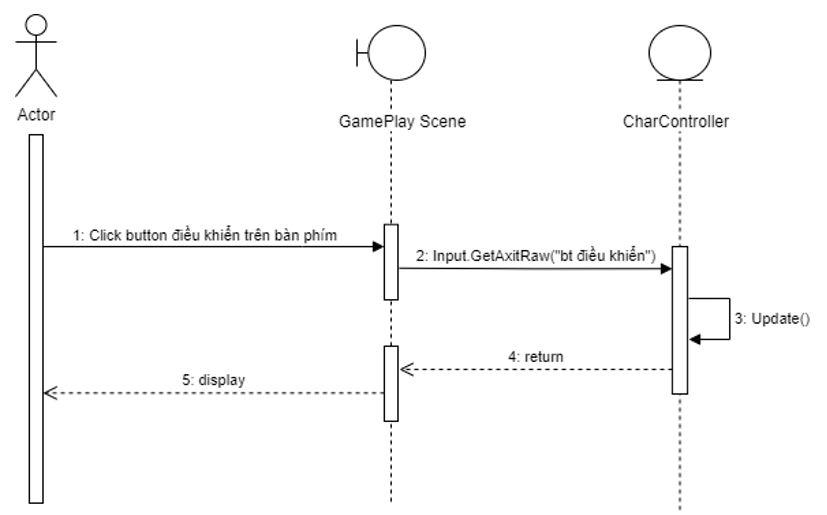 Actor
GamePlay Scene
CharController
1: Click button điều khiển trên bàn phím
2: Input.GetAxitRaw("bt điều khiển")
3: Update()
4: return
5: display